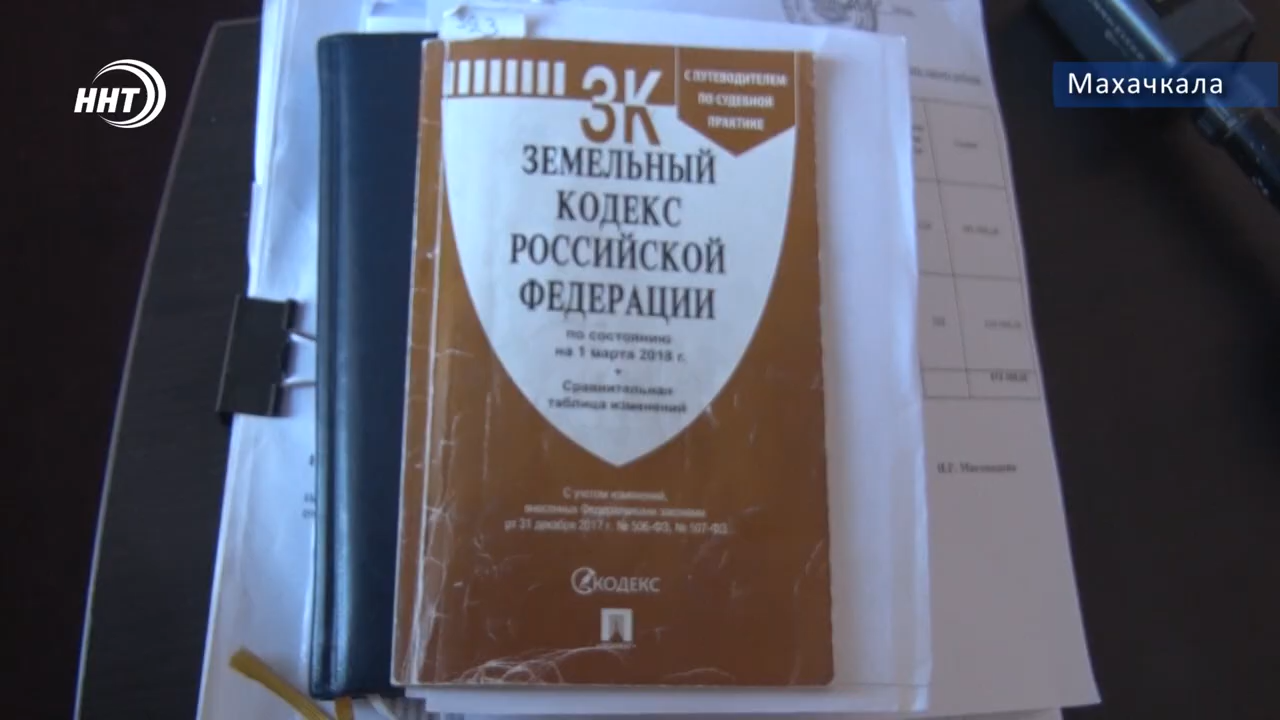 ННТ
Махачкала
ЗК
С ПУТЕВОДИТЕЛЕМ
ПО СУДЕБНОЙ
ПРАКТИКЕ
ЗЕМЕЛЬНЫЙ
КОДЕКС
РОССИЙСКОЙ
ФЕДЕРАЦИИ
по состоянию
на 1 марта 2018 г.
+
Сравнительная
таблица изменений
С учетом изменений,
внесенных Федеральными законами
от 31 декабря 2017 г. № 506-ФЗ, № 507-ФЗ
КОДЕКС